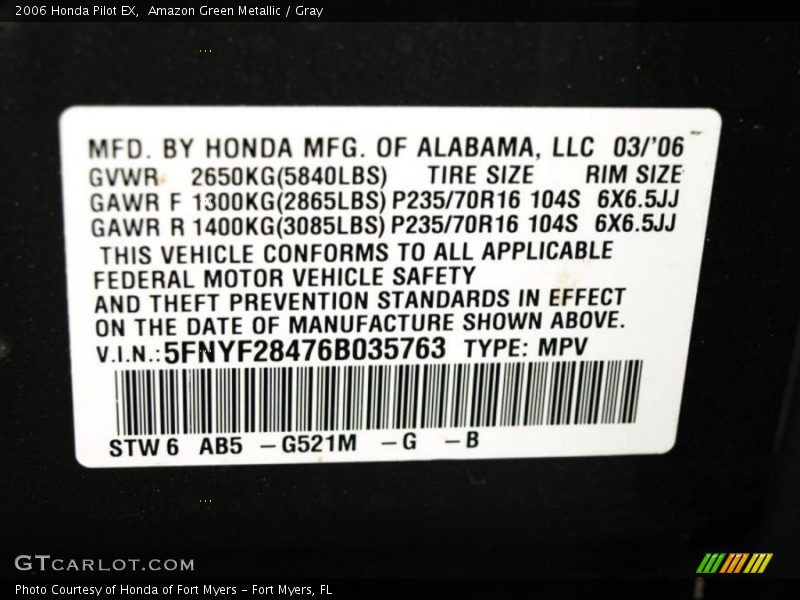 2006 Honda Pilot EX,  Amazon Green Metallic / Gray
MFD. BY HONDA MFG. OF ALABAMA, LLC 03/'06
GVWR 2650KG(5840LBS) TIRE SIZE RIM SIZE
GAWR F 1300KG(2865LBS) P235/70R16 104S 6X6.5JJ
GAWR R 1400KG(3085LBS) P235/70R16 104S 6X6.5JJ
THIS VEHICLE CONFORMS TO ALL APPLICABLE
FEDERAL MOTOR VEHICLE SAFETY
AND THEFT PREVENTION STANDARDS IN EFFECT
ON THE DATE OF MANUFACTURE SHOWN ABOVE.
V.I.N.: 5FNYF28476B035763 TYPE: MPV
STW 6 AB5 –G521M –G –B
GTCARLOT.COM
Photo Courtesy of Honda of Fort Myers - Fort Myers, FL